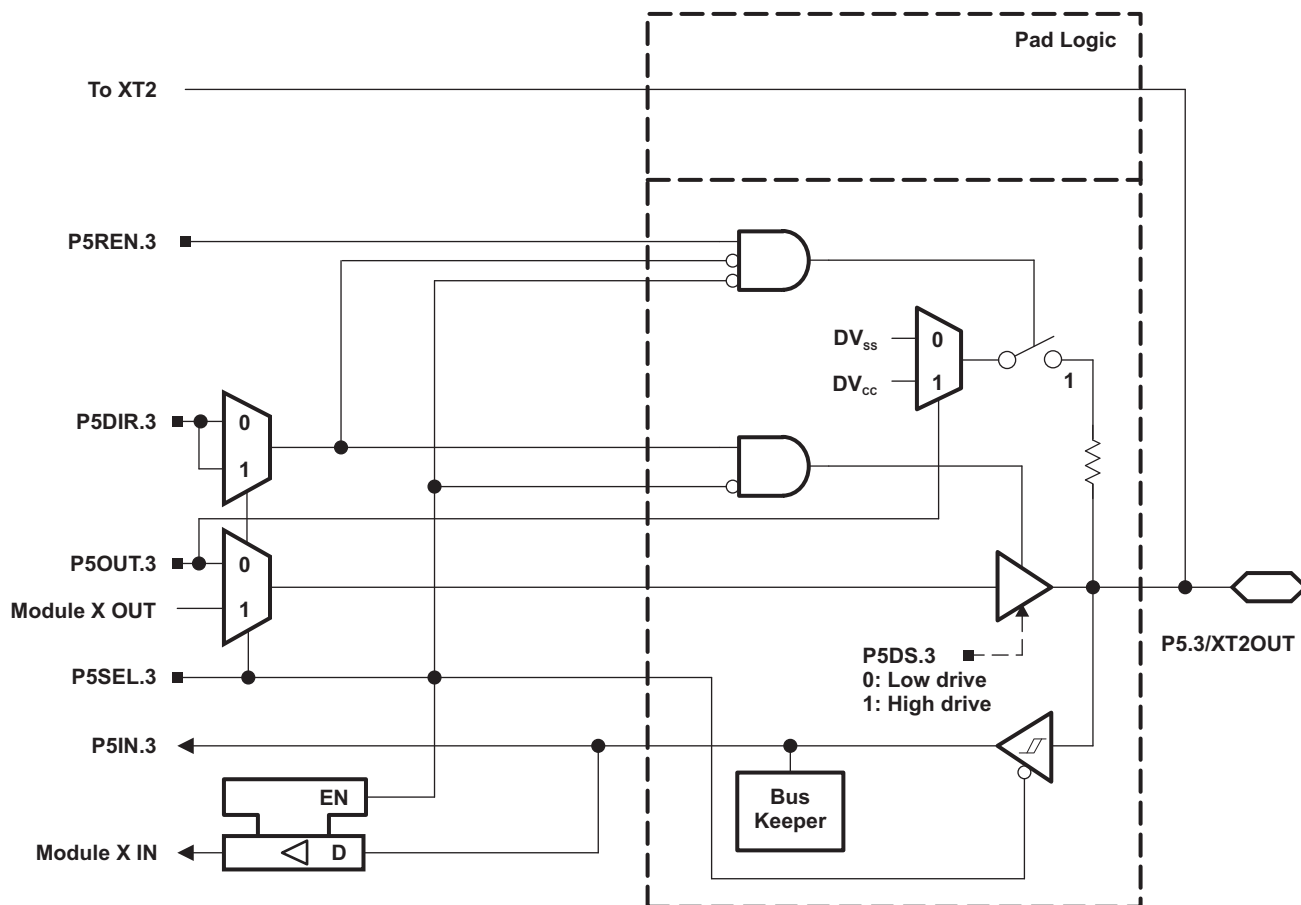 Pad Logic
To XT2
P5REN.3
DVss
0
DVcc
1
1
P5DIR.3
0
1
P5OUT.3
0
Module X OUT
1
P5SEL.3
P5DS.3
0: Low drive
1: High drive
P5.3/XT2OUT
P5IN.3
Bus
Keeper
EN
Module X IN
D